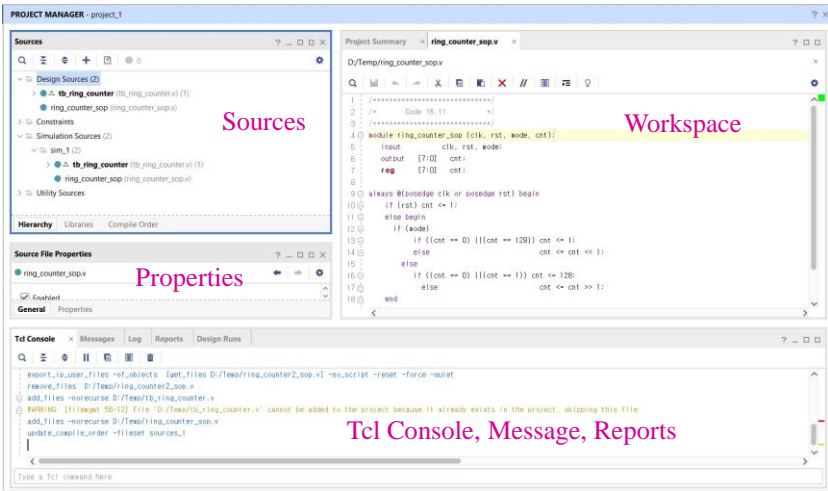 PROJECT MANAGER - project_1
Sources
Design Sources (2)
tb_ring_counter (tb_ring_counter.v) (1)
ring_counter_sop (ring_counter_sop.v)
Constraints
Simulation Sources (2)
sim_1 (2)
tb_ring_counter (tb_ring_counter.v) (1)
ring_counter_sop (ring_counter_sop.v)
Utility Sources
Hierarchy Libraries Compile Order
Sources
Source File Properties
ring_counter_sop.v
Enabled
General Properties
Properties
Project Summary × ring_counter_sop.v ×
D:/Temp/ring_counter_sop.v
1 /*****************************/
2 /* Code 16.11 */
3 /*****************************/
4 module ring_counter_sop (clk, rst, mode, cnt);
5 input clk, rst, mode;
6 output [7:0] cnt;
7 reg [7:0] cnt;
8
9 always @(posedge clk or posedge rst) begin
10 if (rst) cnt <= 1;
11 else begin
12 if (mode)
13 if ((cnt == 0) ||(cnt == 128)) cnt <= 1;
14 else cnt <= cnt << 1;
15 else
16 if ((cnt == 0) ||(cnt == 1)) cnt <= 128;
17 else cnt <= cnt >> 1;
18 end
Workspace
Tcl Console × Messages Log Reports Design Runs
export_ip_user_files -of_objects [get_files D:/Temp/ring_counter2_sop.v] -no_script -reset -force -quiet
remove_files D:/Temp/ring_counter2_sop.v
add_files -norecurse D:/Temp/tb_ring_counter.v
WARNING: [filemgmt 56-12] File 'D:/Temp/tb_ring_counter.v' cannot be added to the project because it already exists in the project, skipping this file
add_files -norecurse D:/Temp/ring_counter_sop.v
update_compile_order -fileset sources_1
Tcl Console, Message, Reports
Type a Tcl command here